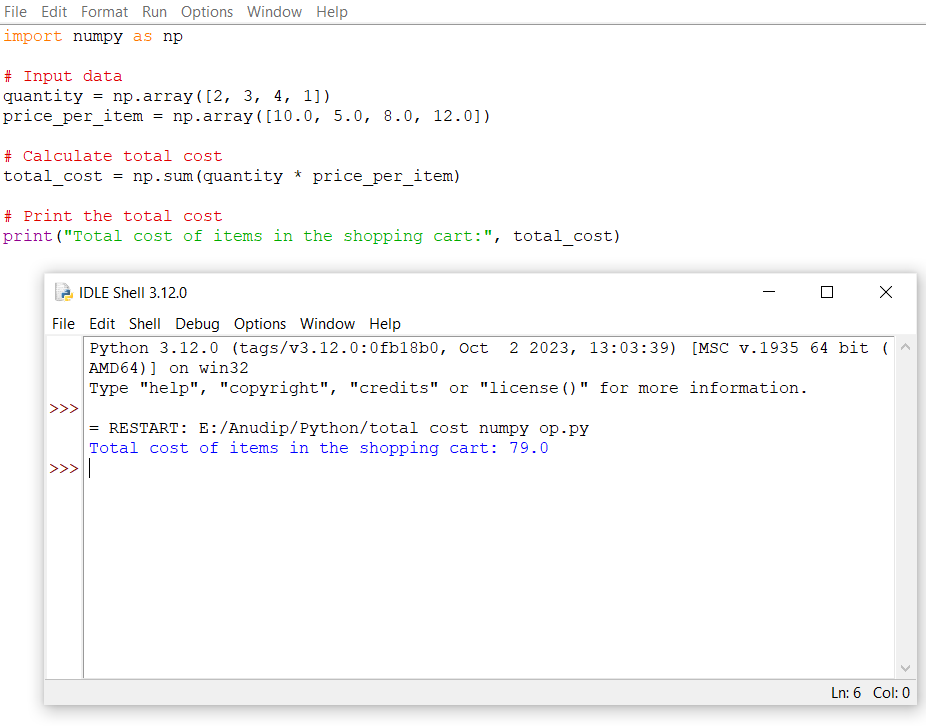 File Edit Format Run Options Window Help
import numpy as np
# Input data
quantity = np.array([2, 3, 4, 1])
price_per_item = np.array([10.0, 5.0, 8.0, 12.0])
# Calculate total cost
total_cost = np.sum(quantity * price_per_item)
# Print the total cost
print("Total cost of items in the shopping cart:", total_cost)
IDLE Shell 3.12.0
File Edit Shell Debug Options Window Help
Python 3.12.0 (tags/v3.12.0:0fb18b0, Oct  2 2023, 13:03:39) [MSC v.1935 64 bit (
AMD64)] on win32
Type "help", "copyright", "credits" or "license()" for more information.
>>>
= RESTART: E:/Anudip/Python/total cost numpy op.py
Total cost of items in the shopping cart: 79.0
>>>
Ln: 6 Col: 0